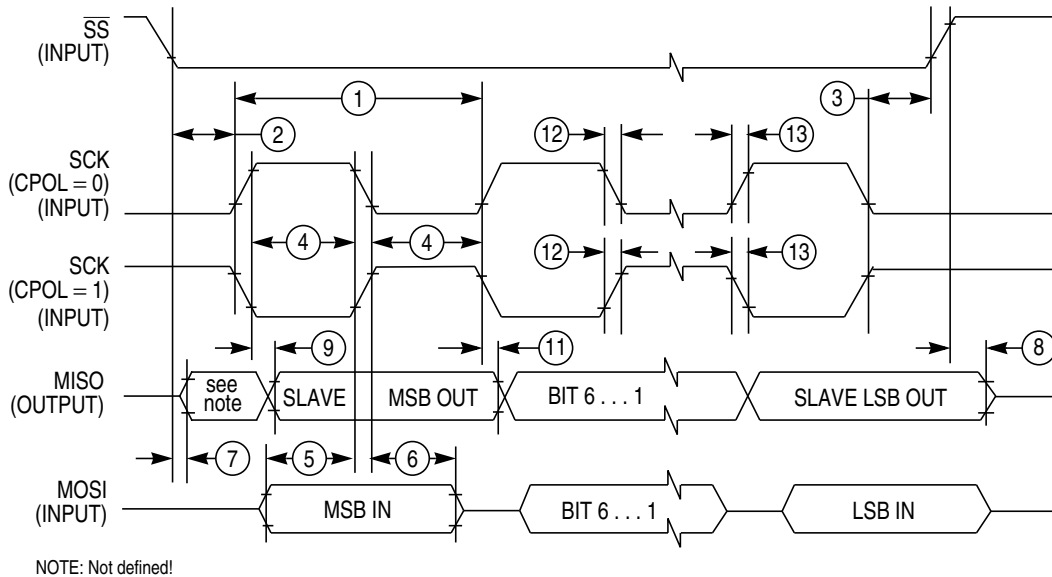 SS
(INPUT)
1
3
2
12
13
SCK
(CPOL = 0)
(INPUT)
4
4
12
13
SCK
(CPOL = 1)
(INPUT)
9
11
8
MISO
(OUTPUT)
see
note
SLAVE
MSB OUT
BIT 6 . . . 1
SLAVE LSB OUT
7
5
6
MOSI
(INPUT)
MSB IN
BIT 6 . . . 1
LSB IN
NOTE: Not defined!